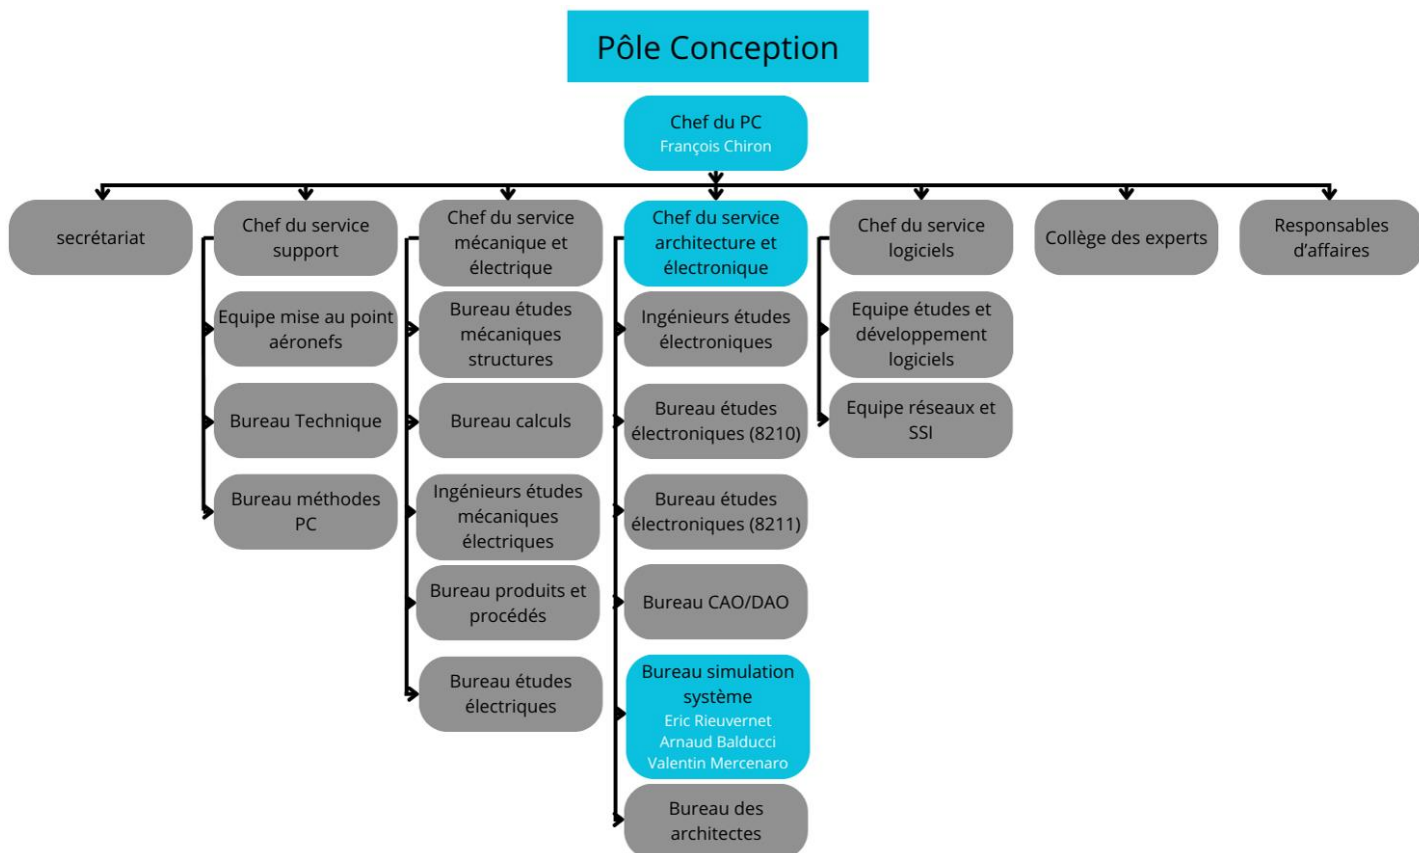 Pôle Conception
Chef du PC
François Chiron
secrétariat
Chef du service
support
Chef du service
mécanique et
électrique
Chef du service
architecture et
électronique
Chef du service
logiciels
Collège des experts
Responsables
d’affaires
Equipe mise au point
aéronefs
Bureau Technique
Bureau méthodes
PC
Bureau études
mécaniques
structures
Bureau calculs
Ingénieurs études
mécaniques
électriques
Bureau produits et
procédés
Bureau études
électriques
Ingénieurs études
électroniques
Bureau études
électroniques (8210)
Bureau études
électroniques (8211)
Bureau CAO/DAO
Bureau simulation
système
Eric Rieuvernet
Arnaud Balducci
Valentin Mercenaro
Bureau des
architectes
Equipe études et
développement
logiciels
Equipe réseaux et
SSI